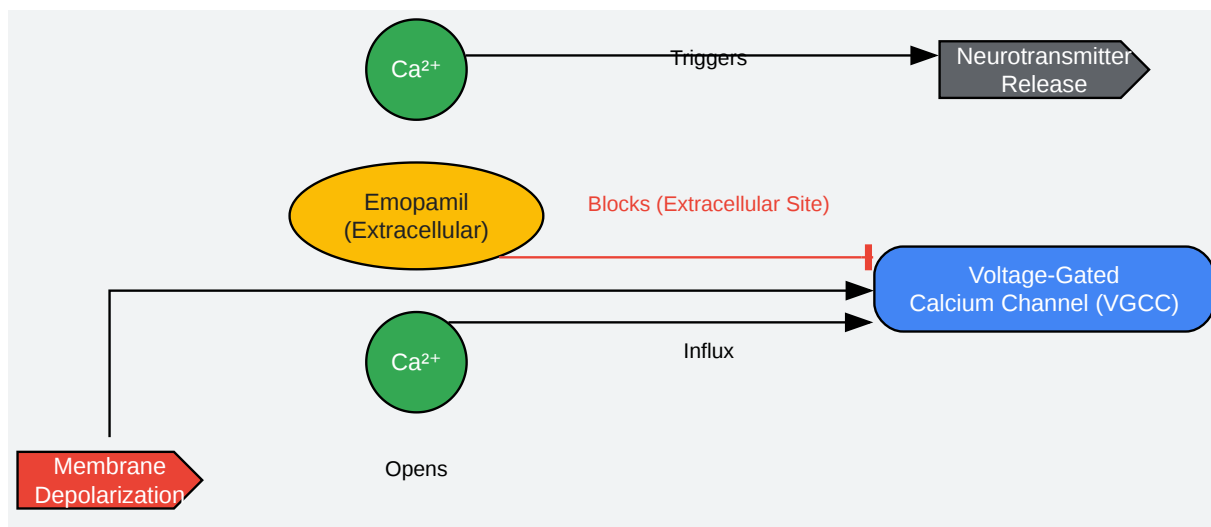 Ca²⁺
Triggers
Neurotransmitter
Release
Emopamil
(Extracellular)
Blocks (Extracellular Site)
Voltage-Gated
Calcium Channel (VGCC)
Ca²⁺
Influx
Membrane
Depolarization
Opens